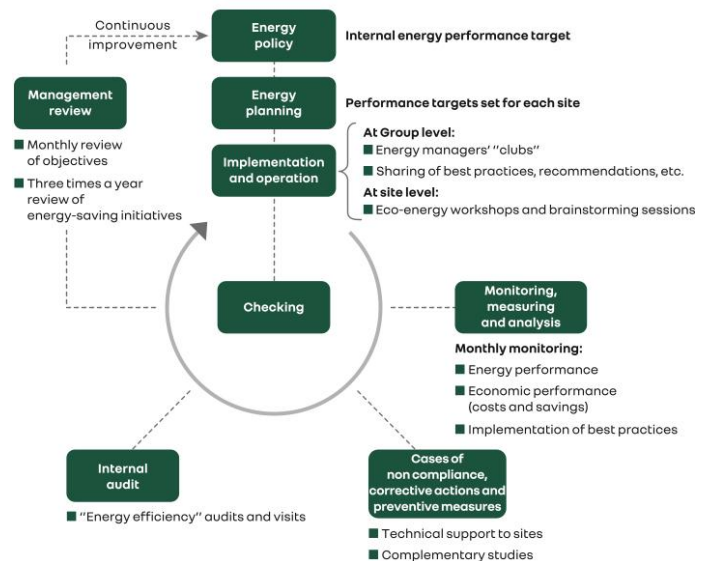 Continuous
improvement
Energy
policy
Internal energy performance target
Management
review
■ Monthly review
of objectives
■ Three times a year
review of
energy-saving initiatives
Energy
planning
Performance targets set for each site
Implementation
and operation
At Group level:
■ Energy managers’ “clubs”
■ Sharing of best practices, recommendations, etc.
At site level:
■ Eco-energy workshops and brainstorming sessions
Checking
Monitoring,
measuring
and analysis
Monthly monitoring:
■ Energy performance
■ Economic performance
(costs and savings)
■ Implementation of best practices
Internal
audit
■ “Energy efficiency” audits and visits
Cases of
non compliance,
corrective actions and
preventive measures
■ Technical support to sites
■ Complementary studies